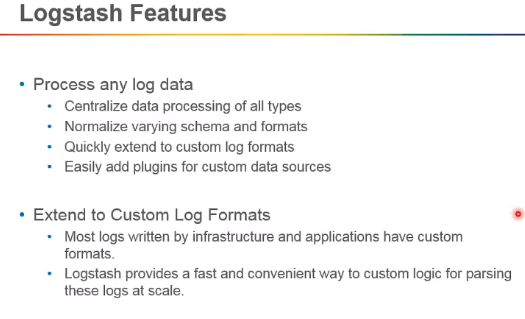 Logstash Features
• Process any log data
• Centralize data processing of all types
• Normalize varying schema and formats
• Quickly extend to custom log formats
• Easily add plugins for custom data sources
• Extend to Custom Log Formats
• Most logs written by infrastructure and applications have custom
formats.
• Logstash provides a fast and convenient way to custom logic for parsing
these logs at scale.